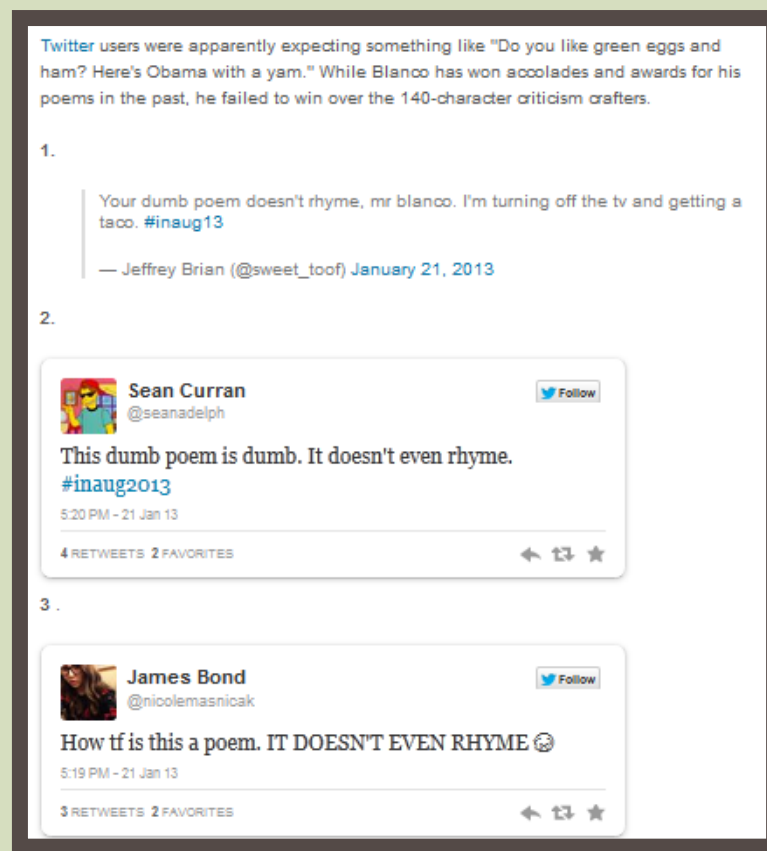 Twitter users were apparently expecting something like "Do you like green eggs and
ham? Here's Obama with a yam." While Blanco has won accolades and awards for his
poems in the past, he failed to win over the 140-character criticism crafters.
1.
Your dumb poem doesn't rhyme, mr blanco. I'm turning off the tv and getting a
taco. #inaug13
— Jeffrey Brian (@sweet_toof) January 21, 2013
2.
Sean Curran
Follow
@seanadelph
This dumb poem is dumb. It doesn't even rhyme.
#inaug2013
5:20 PM - 21 Jan 13
4 RETWEETS 2 FAVORITES
3 .
James Bond
Follow
@nicolemasnicak
How tf is this a poem. IT DOESN'T EVEN RHYME
5:19 PM - 21 Jan 13
3 RETWEETS 2 FAVORITES